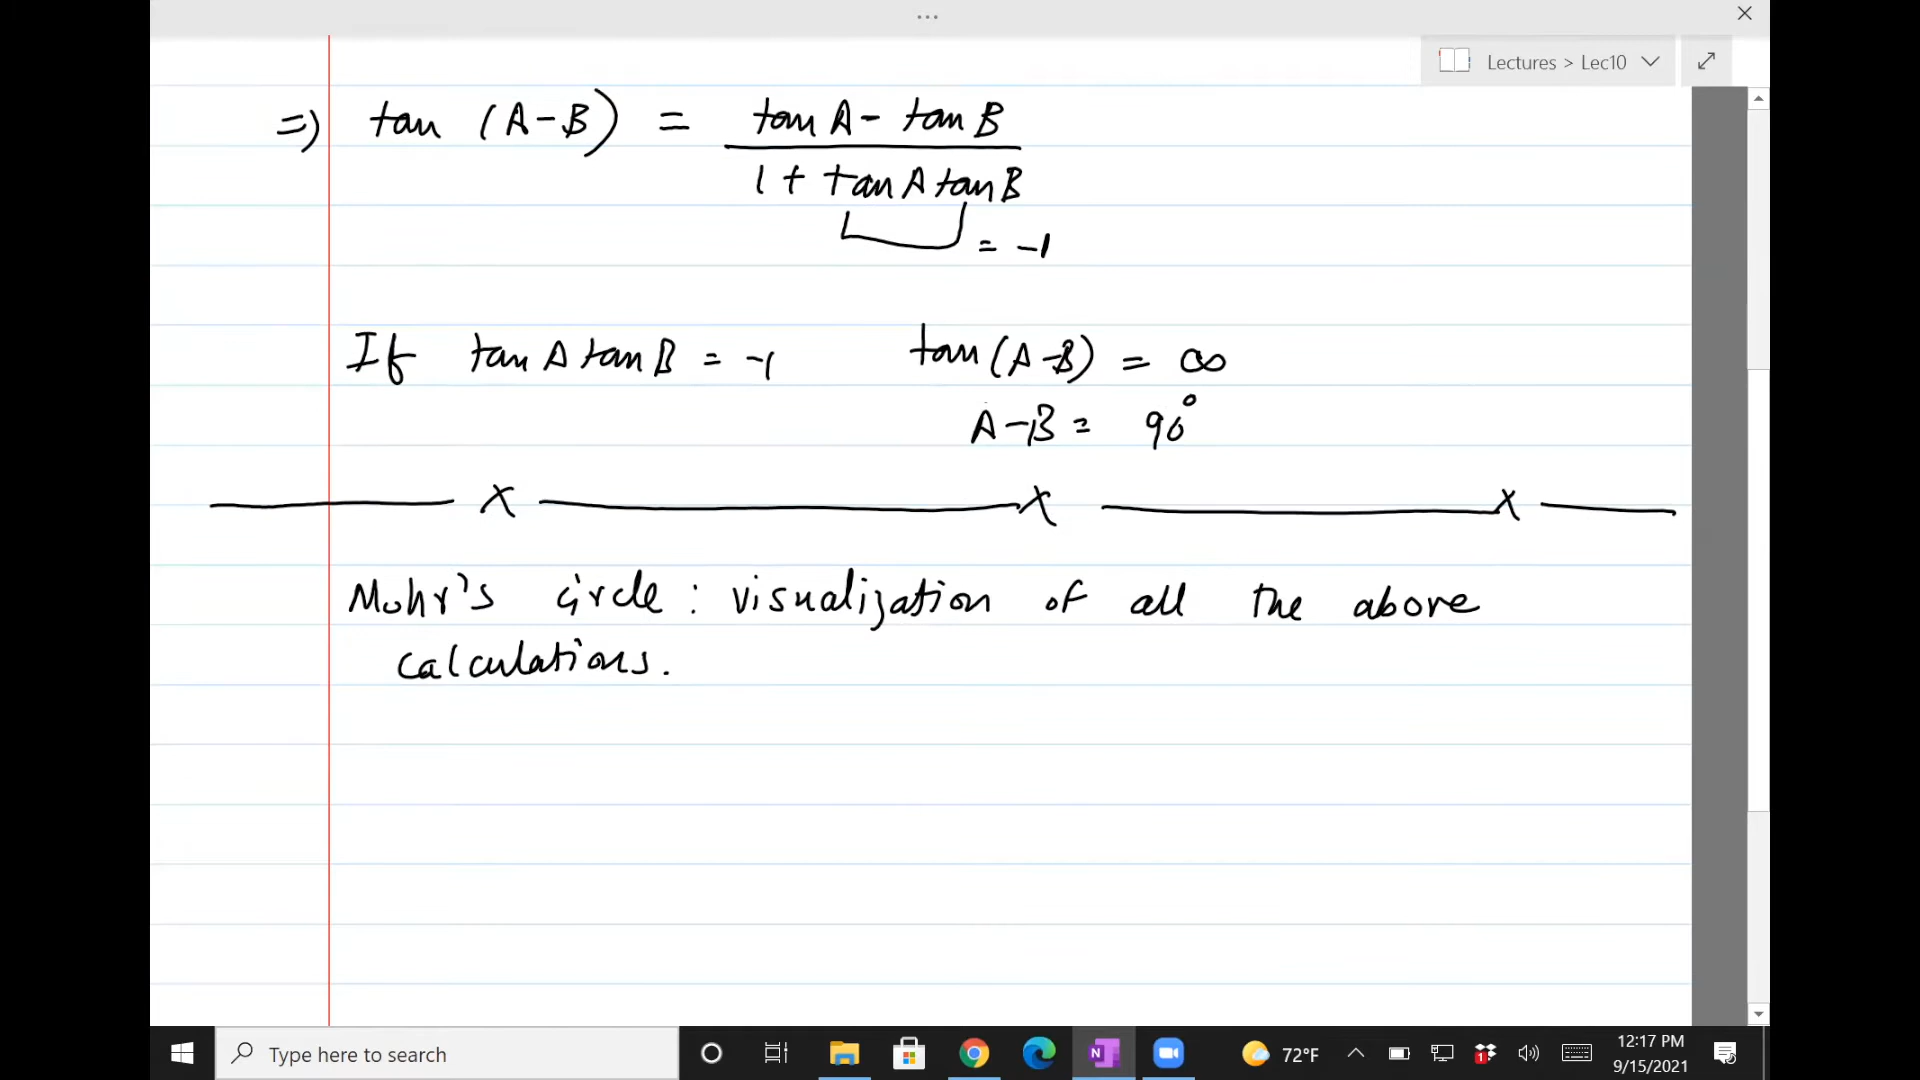 Lectures > Lec10
=> tan (A-B) = tan A - tan B
1 + tan A tan B
= -1
If tan A tan B = -1 tan (A-B) = ∞
A-B = 90°
x x x
Mohr's circle : visualization of all the above
calculations.
Type here to search
72°F
12:17 PM
9/15/2021